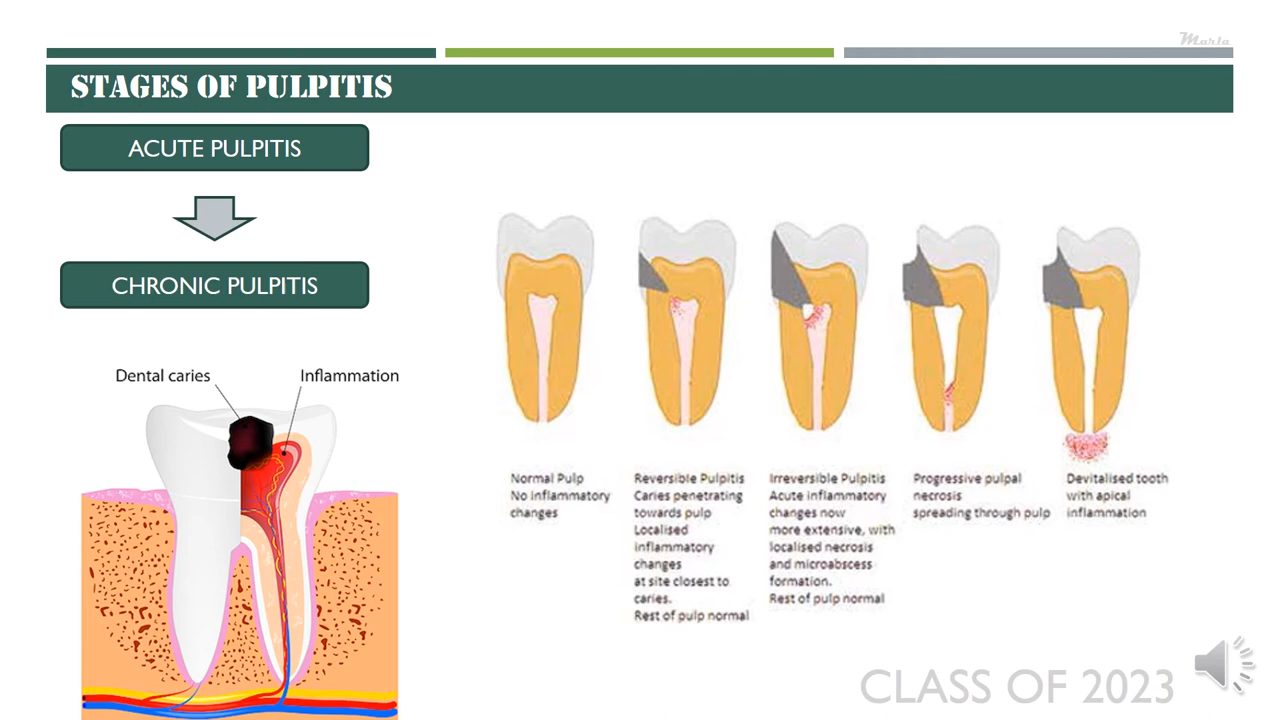 Marla
STAGES OF PULPITIS
ACUTE PULPITIS
CHRONIC PULPITIS
Dental caries
Inflammation
Normal Pulp
No inflammatory
changes
Reversible Pulpitis
Caries penetrating
towards pulp
Localised
inflammatory
changes
at site closest to
caries.
Rest of pulp normal
Irreversible Pulpitis
Acute inflammatory
changes now
more extensive, with
localised necrosis
and microabscess
formation.
Rest of pulp normal
Progressive pulpal
necrosis
spreading through pulp
Devitalised tooth
with apical
inflammation
CLASS OF 2023